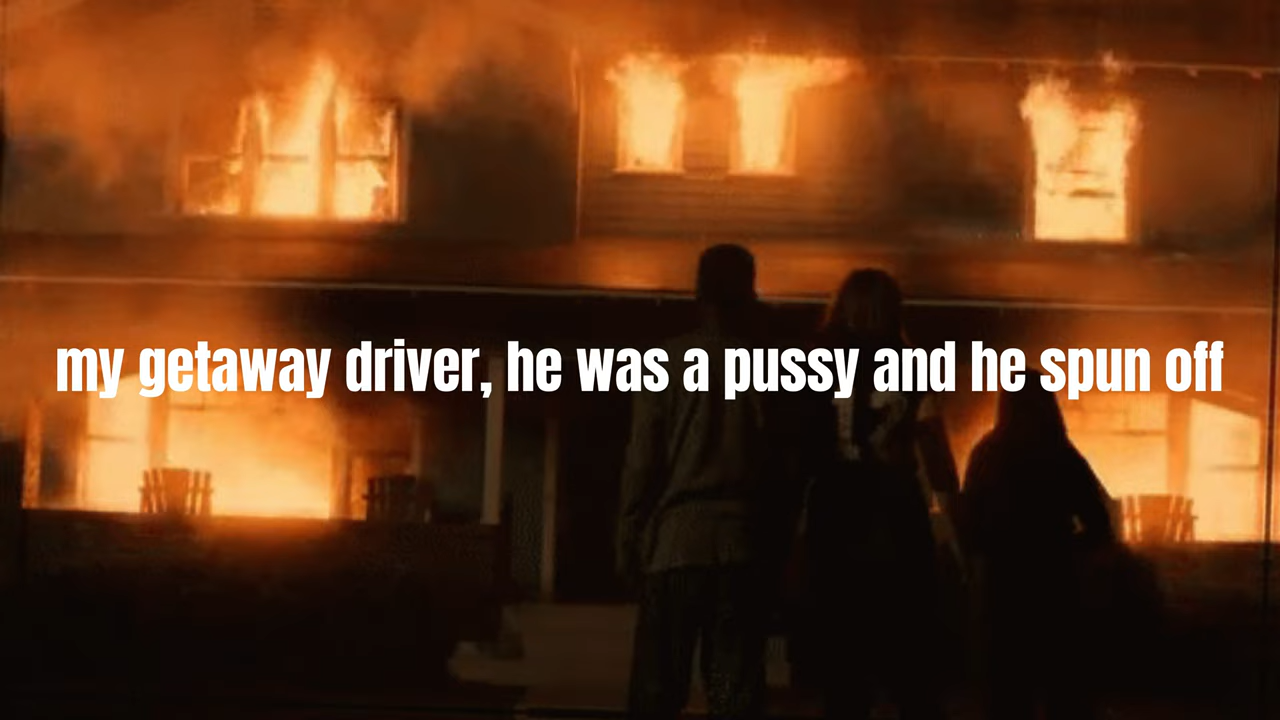 my getaway driver, he was a pussy and he spun off